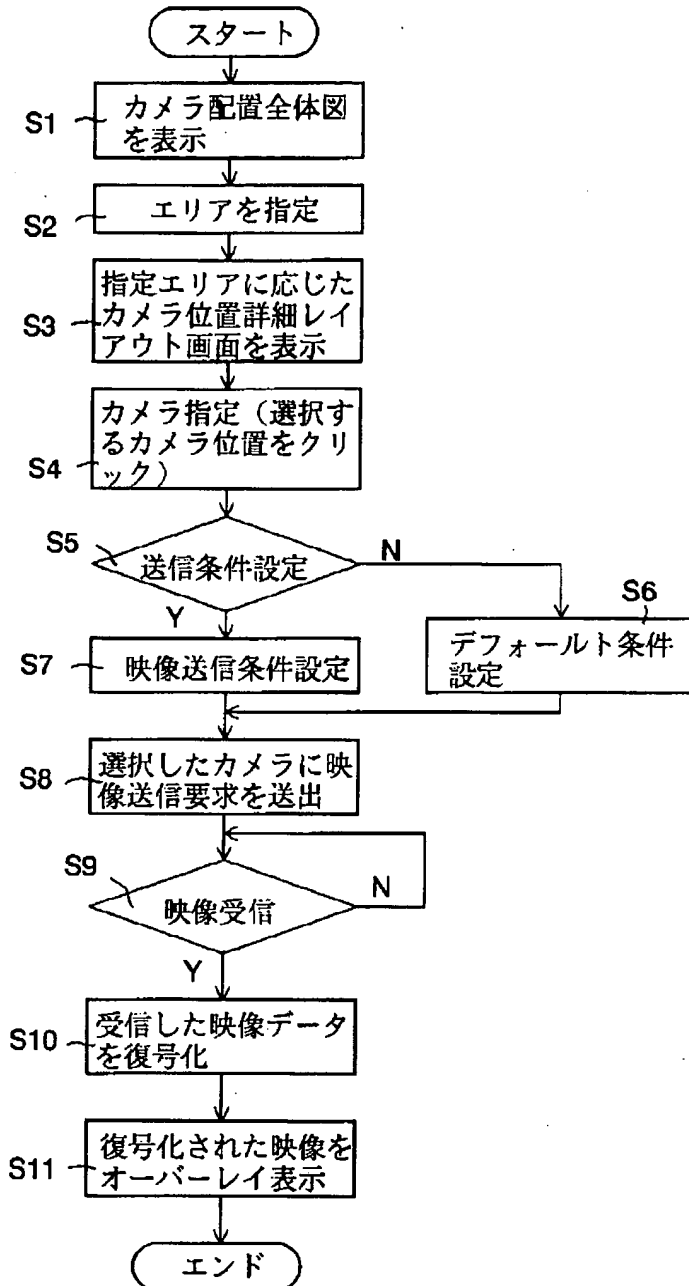 スタート
S1
カメラ配置全体図
を表示
S2
エリアを指定
S3
指定エリアに応じた
カメラ位置詳細レイ
アウト画面を表示
S4
カメラ指定（選択す
るカメラ位置をクリ
ック）
S5
送信条件設定
N
Y
S6
デフォールト条件
設定
S7
映像送信条件設定
S8
選択したカメラに映
像送信要求を送出
S9
映像受信
N
Y
S10
受信した映像データ
を復号化
S11
復号化された映像を
オーバーレイ表示
エンド